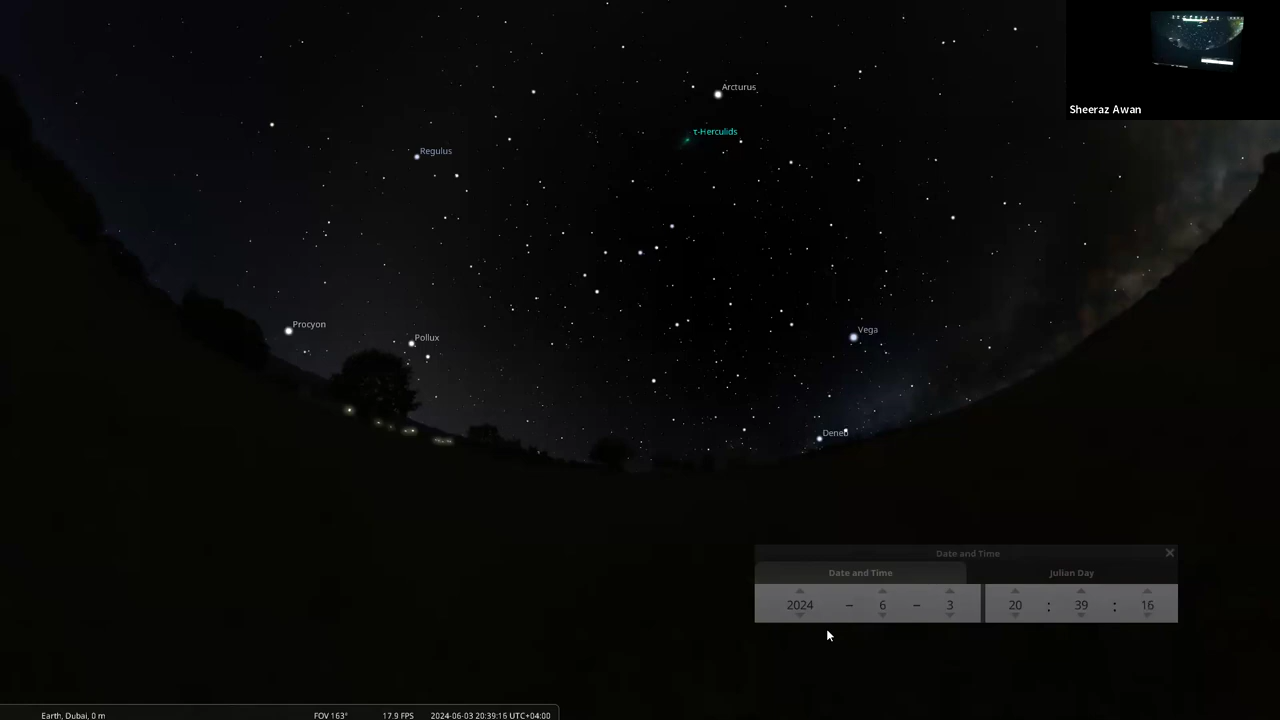 Sheeraz Awan
Arcturus
τ-Herculids
Regulus
Procyon
Pollux
Vega
Deneb
Date and Time
Date and Time
Julian Day
2024 – 6 – 3
20 : 39 : 16
Earth, Dubai, 0 m
FOV 163°
17.9 FPS
2024-06-03 20:39:16 UTC+04:00